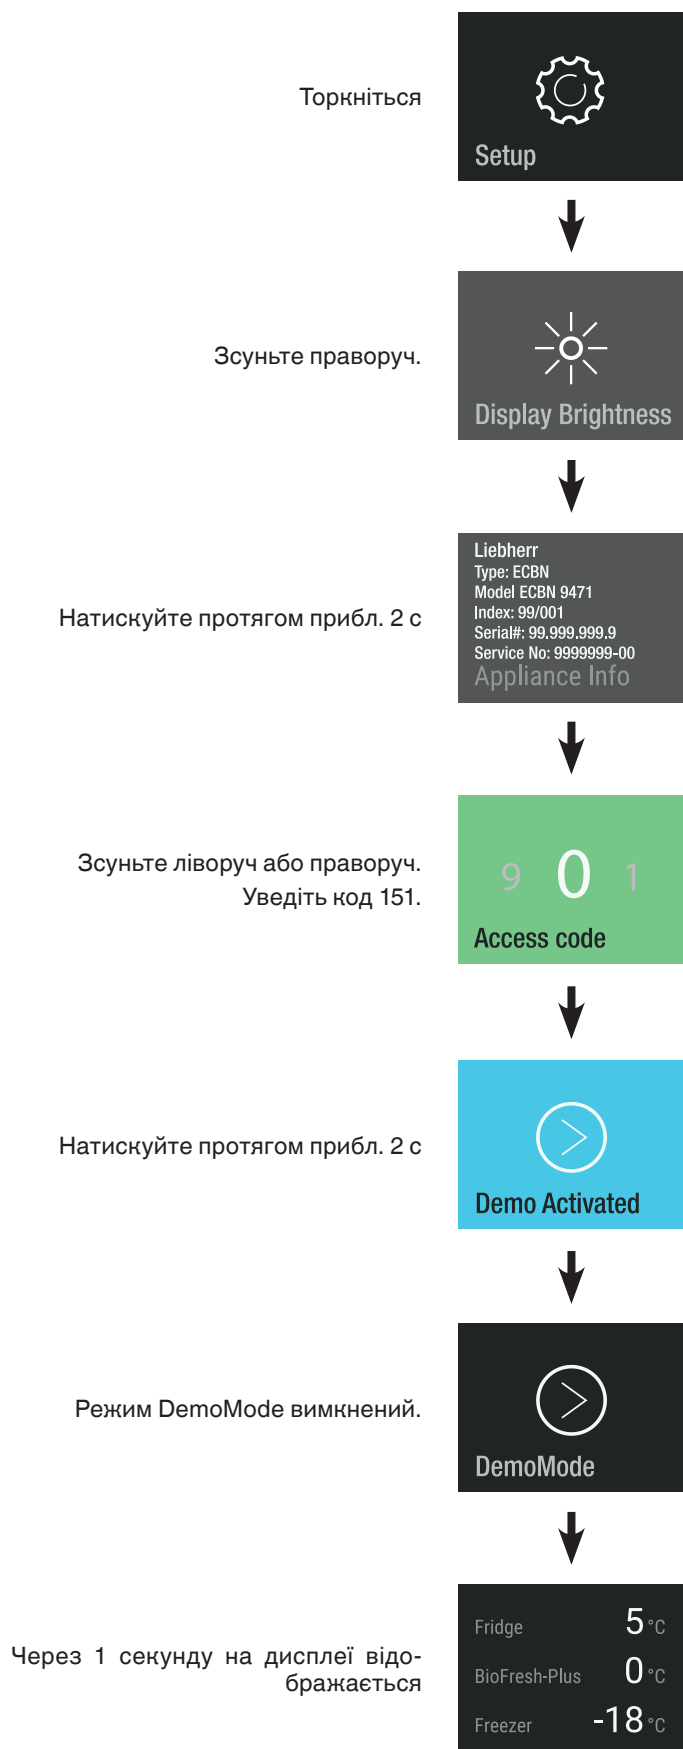 Торкніться
Setup
Зсуньте праворуч.
Display Brightness
Liebherr
Type: ECBN
Model ECBN 9471
Index: 99/001
Натискуйте протягом прибл. 2 с
Serial#: 99.999.999.9
Service No: 9999999-00
Appliance Info
Зсуньте ліворуч або праворуч.
Уведіть код 151.
9 0 1
Access code
Натискуйте протягом прибл. 2 с
Demo Activated
Режим DemoMode вимкнений.
DemoMode
Через 1 секунду на дисплеї відо-
бражається
Fridge 5 °C
BioFresh-Plus 0 °C
Freezer -18 °C